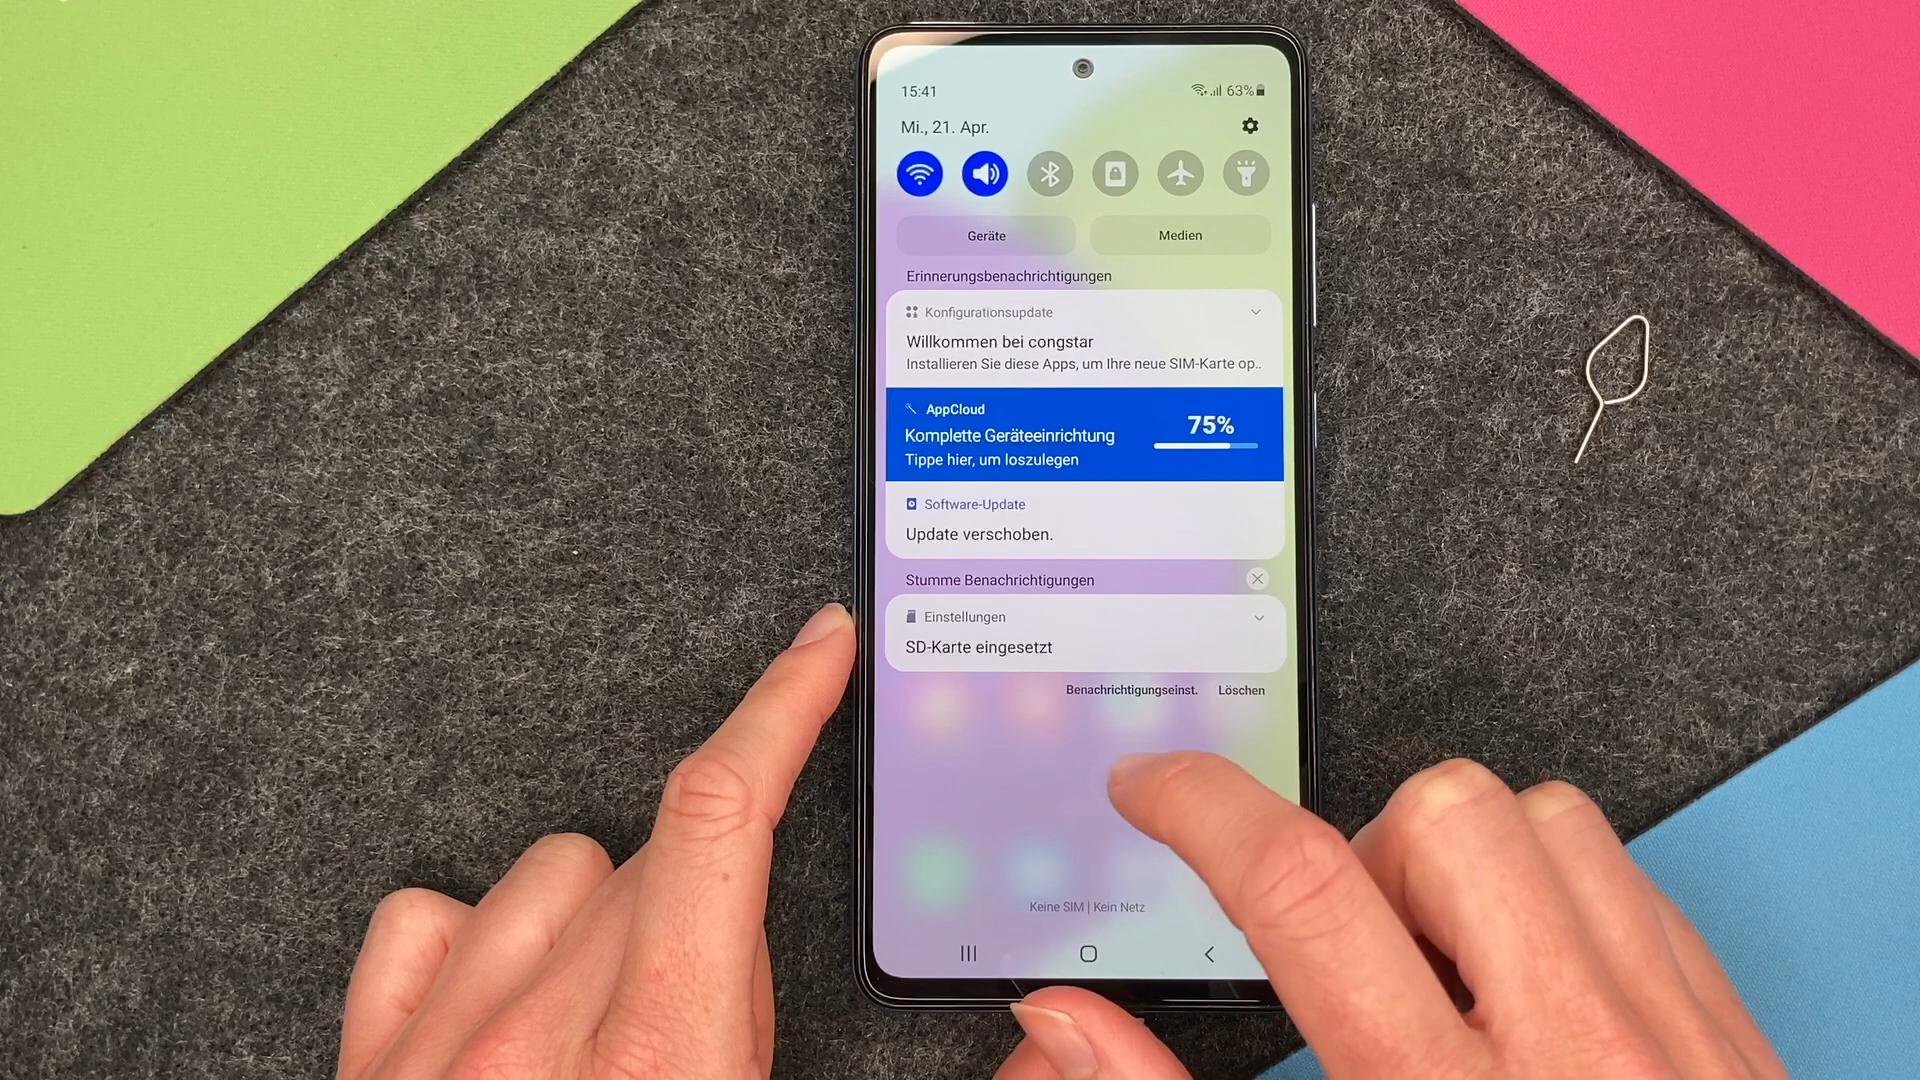 15:41
63%
Mi., 21. Apr.
Geräte
Medien
Erinnerungsbenachrichtigungen
Konfigurationsupdate
Willkommen bei congstar
Installieren Sie diese Apps, um Ihre neue SIM-Karte op..
AppCloud
75%
Komplette Geräteeinrichtung
Tippe hier, um loszulegen
Software-Update
Update verschoben.
Stumme Benachrichtigungen
Einstellungen
SD-Karte eingesetzt
Benachrichtigungseinst.
Löschen
Keine SIM | Kein Netz